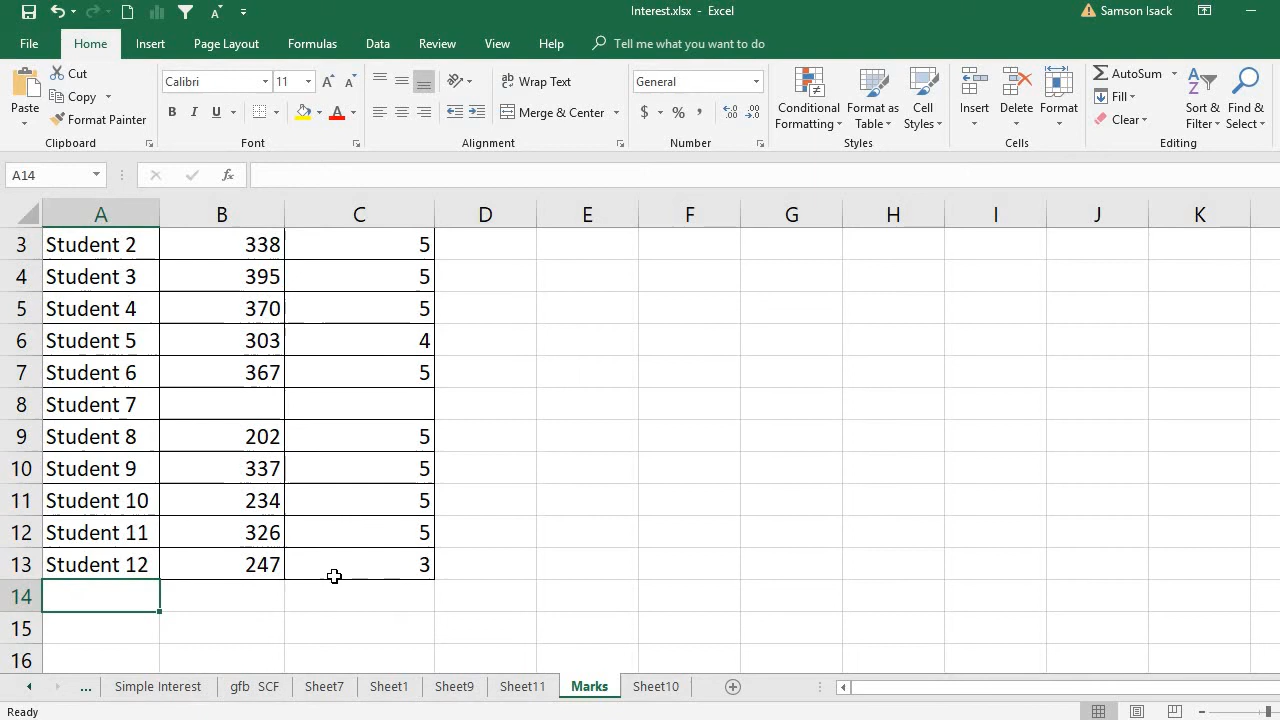 Interest.xlsx - Excel
Samson Isack
File Home Insert Page Layout Formulas Data Review View Help Tell me what you want to do
Paste
Cut
Copy
Format Painter
Clipboard
Calibri 11
B I U
Font
Wrap Text
Merge & Center
Alignment
General
$ % ,
Number
Conditional Formatting
Format as Table
Cell Styles
Styles
Insert
Delete
Format
Cells
AutoSum
Fill
Clear
Sort & Filter
Find & Select
Editing
A14 fx
A B C D E F G H I J K
3 Student 2 338 5
4 Student 3 395 5
5 Student 4 370 5
6 Student 5 303 4
7 Student 6 367 5
8 Student 7
9 Student 8 202 5
10 Student 9 337 5
11 Student 10 234 5
12 Student 11 326 5
13 Student 12 247 3
14
15
16
... Simple Interest gfb SCF Sheet7 Sheet1 Sheet9 Sheet11 Marks Sheet10
Ready